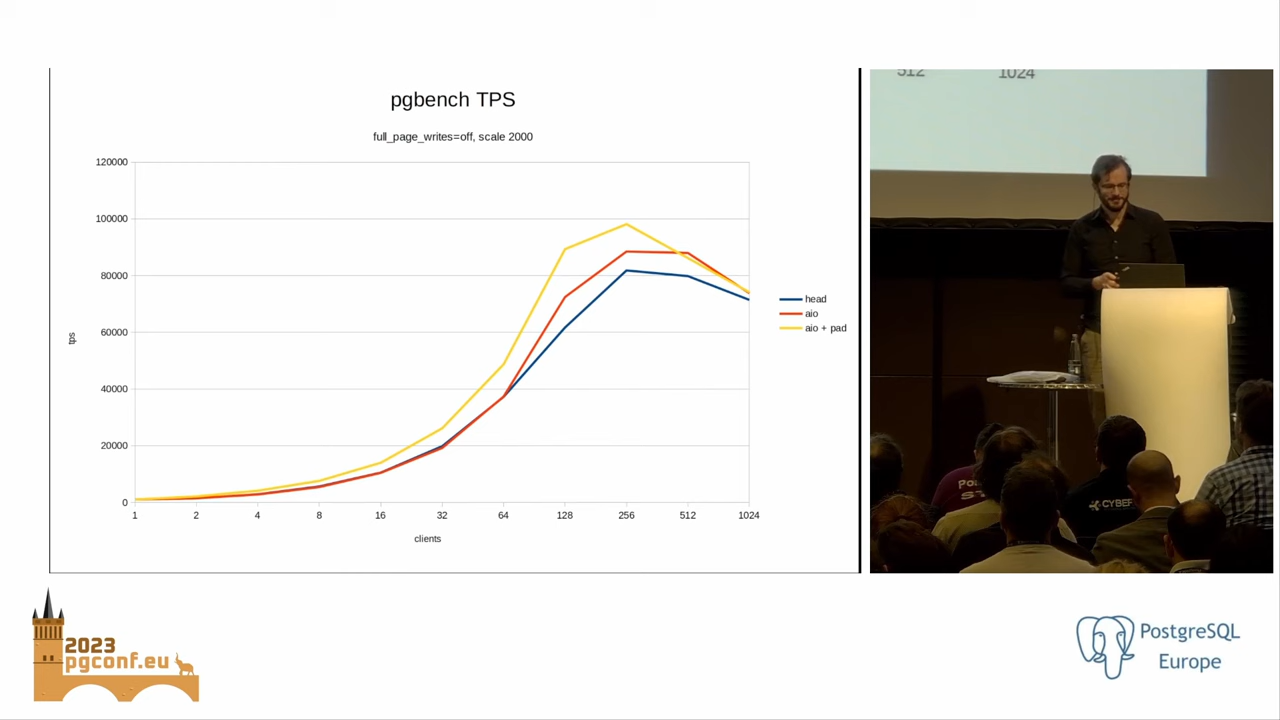 pgbench TPS
full_page_writes=off, scale 2000
120000
100000
80000
60000
40000
20000
0
tps
1 2 4 8 16 32 64 128 256 512 1024
clients
head
aio
aio + pad
512 1024
CYBE
2023
pgconf.eu
PostgreSQL
Europe